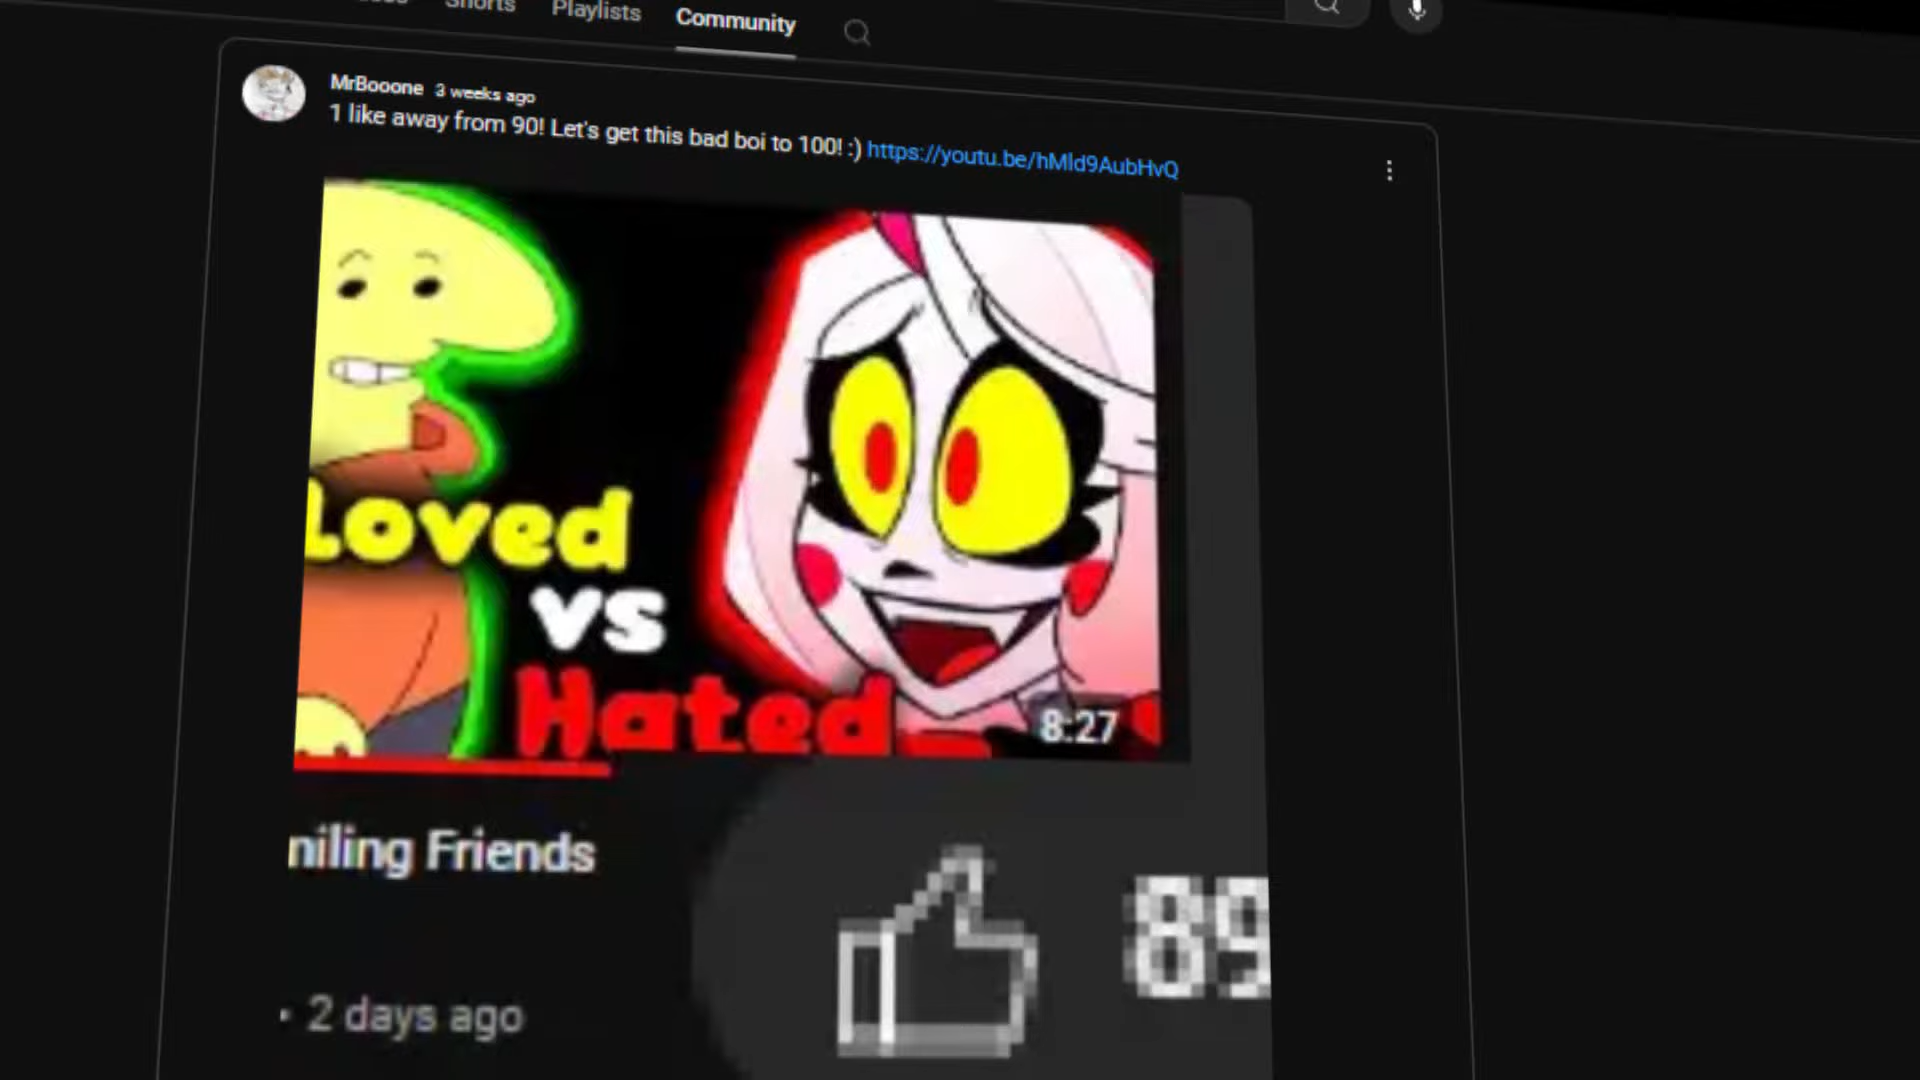 Shorts
Playlists
Community
MrBooone 3 weeks ago
1 like away from 90! Let's get this bad boi to 100! :) https://youtu.be/hMld9AubHvQ
Loved
vs
Hated
8:27
niling Friends
89
• 2 days ago